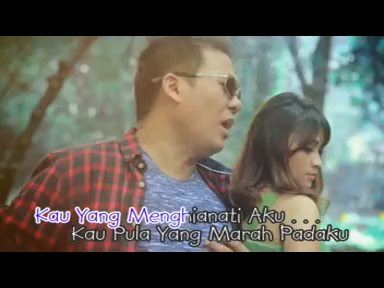 Kau Yang Menghianati Aku . . .
Kau Pula Yang Marah Padaku